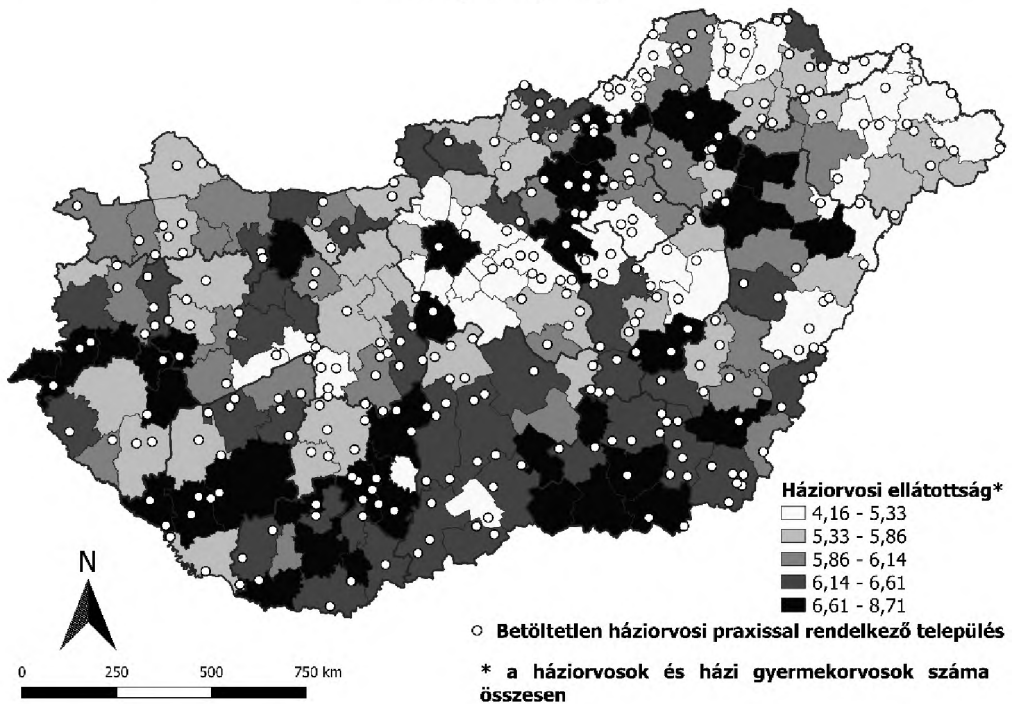 Háziorvosi ellátottság*
4,16 - 5,33
5,33 - 5,86
5,86 - 6,14
6,14 - 6,61
6,61 - 8,71
N
Betöltetlen háziorvosi praxissal rendelkező település
0 250 500 750 km
* a háziorvosok és házi gyermekorvosok száma
összesen